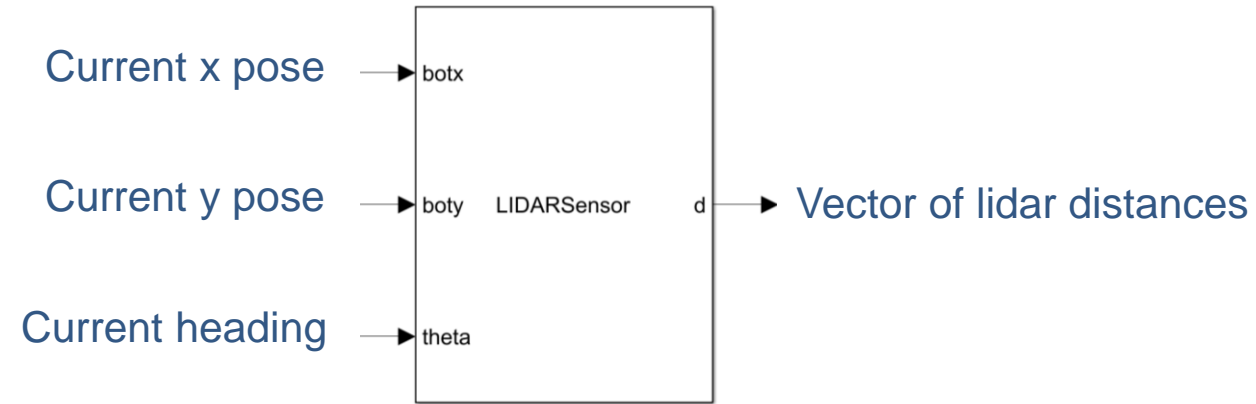 Current x pose
botx
Current y pose
boty
LIDARSensor
d
Vector of lidar distances
Current heading
theta